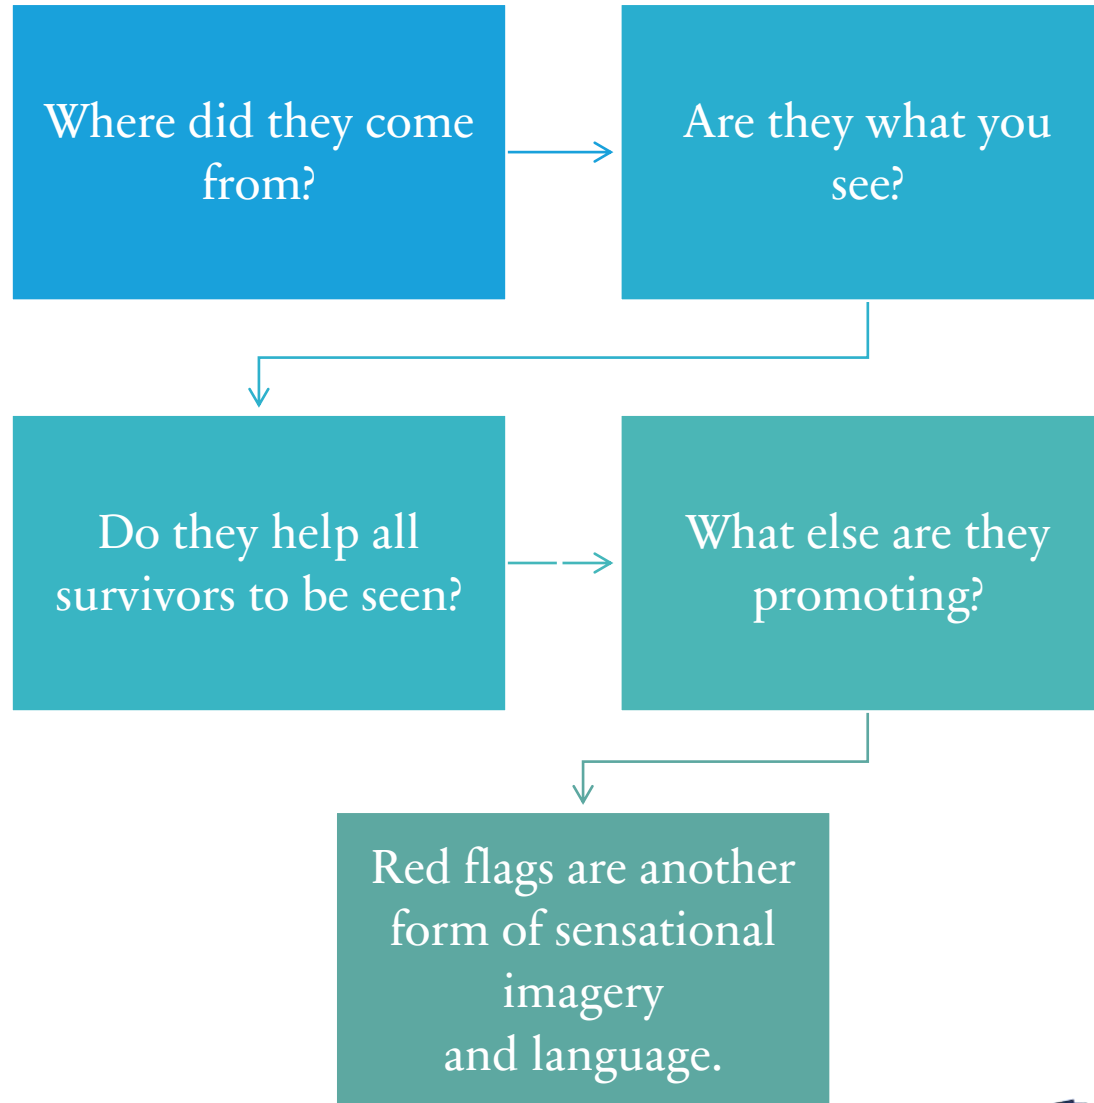 Where did they come
from?
Are they what you
see?
Do they help all
survivors to be seen?
What else are they
promoting?
Red flags are another
form of sensational
imagery
and language.